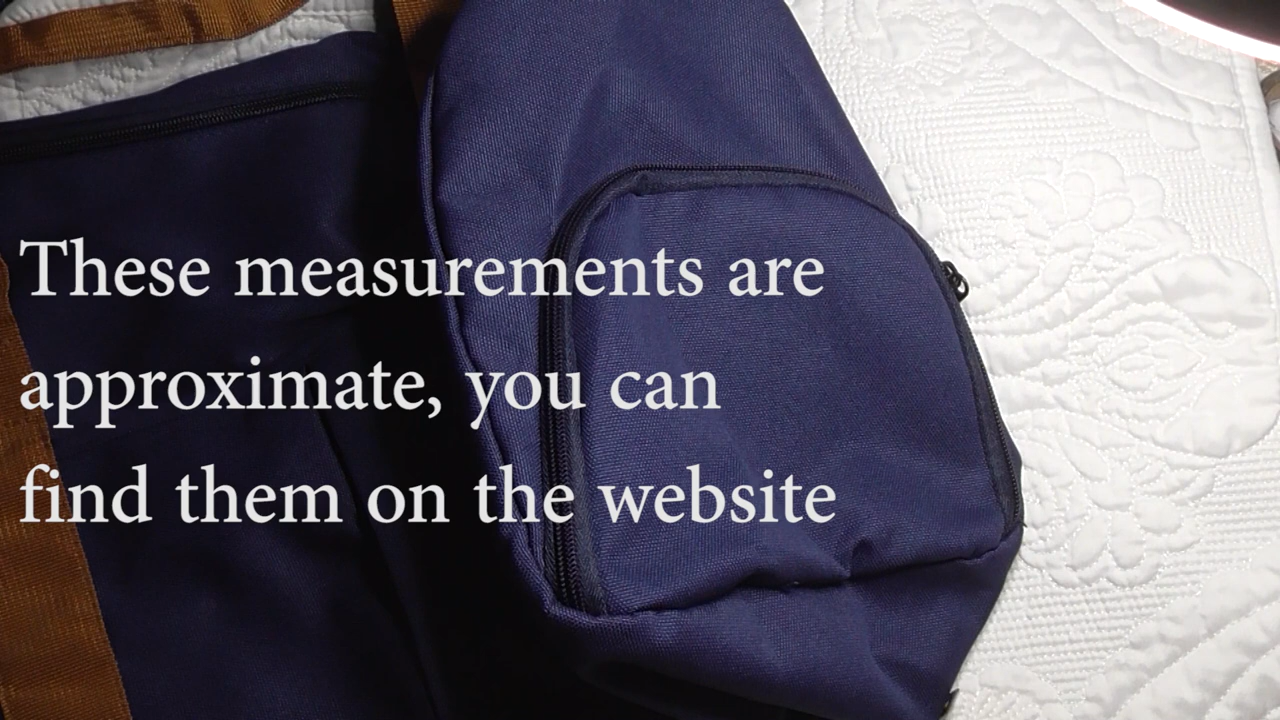 These measurements are
approximate, you can
find them on the website